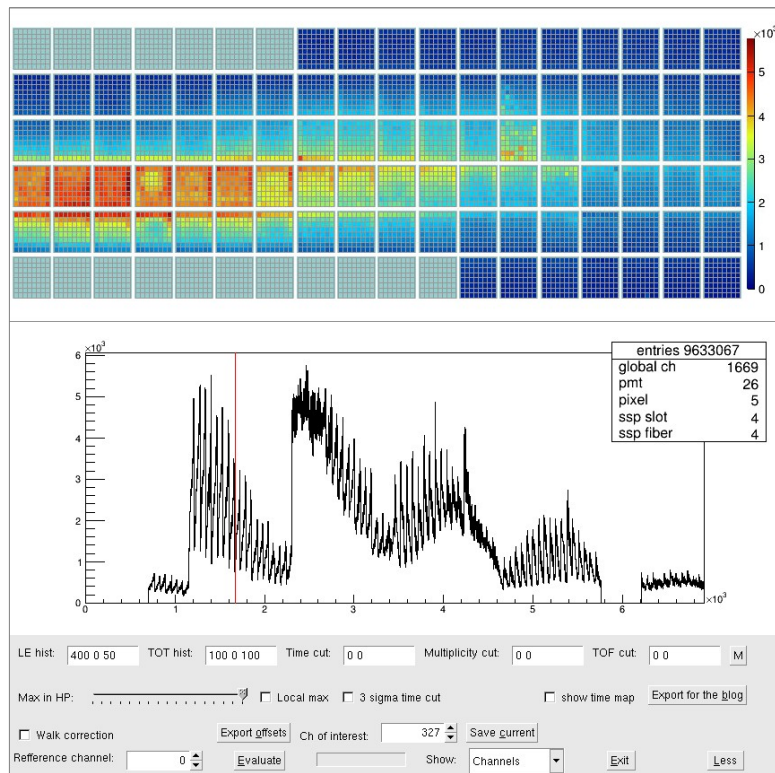 ×10
5
4
3
2
1
0
×10³
6
5
4
3
2
1
0
0 1 2 3 4 5 6
×10³
entries 9633067
global ch 1669
pmt 26
pixel 5
ssp slot 4
ssp fiber 4
LE hist: 400 0 50 TOT hist: 100 0 100 Time cut: 0 0 Multiplicity cut: 0 0 TOF cut: 0 0 M
Max in HP: Local max 3 sigma time cut show time map Export for the blog
Walk correction Export offsets Ch of interest: 327 Save current
Refference channel: 0 Evaluate Show: Channels Exit Less